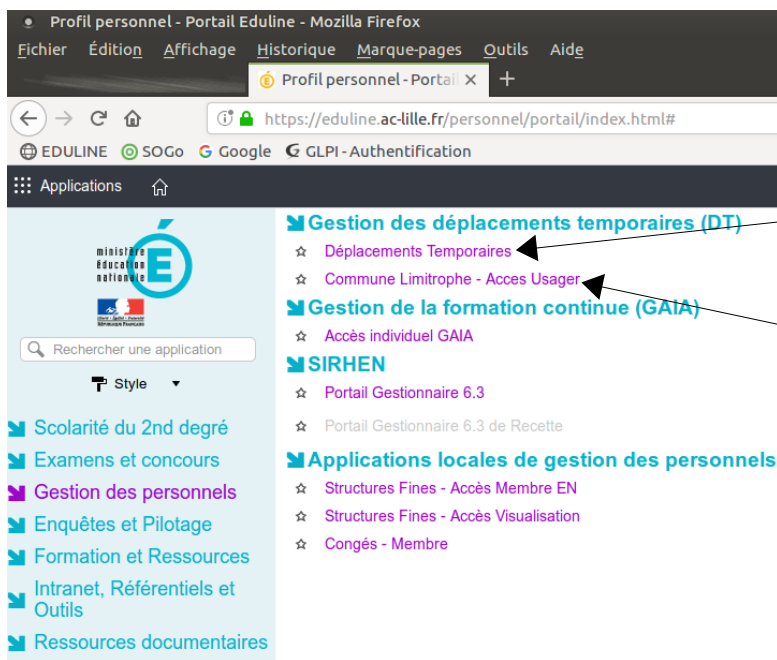 Profil personnel - Portail Eduline - Mozilla Firefox
Fichier Édition Affichage Historique Marque-pages Outils Aide
Profil personnel - Portail
https://eduline.ac-lille.fr/personnel/portail/index.html#
EDULINE SOGo Google GLPI - Authentification
Applications
ministère
éducation
nationale
É
Rechercher une application
Style
Scolarité du 2nd degré
Examens et concours
Gestion des personnels
Enquêtes et Pilotage
Formation et Ressources
Intranet, Référentiels et
Outils
Ressources documentaires
Gestion des déplacements temporaires (DT)
Déplacements Temporaires
Commune Limitrophe - Acces Usager
Gestion de la formation continue (GAIA)
Accès individuel GAIA
SIRHEN
Portail Gestionnaire 6.3
Portail Gestionnaire 6.3 de Recette
Applications locales de gestion des personnels
Structures Fines - Accès Membre EN
Structures Fines - Accès Visualisation
Congés - Membre